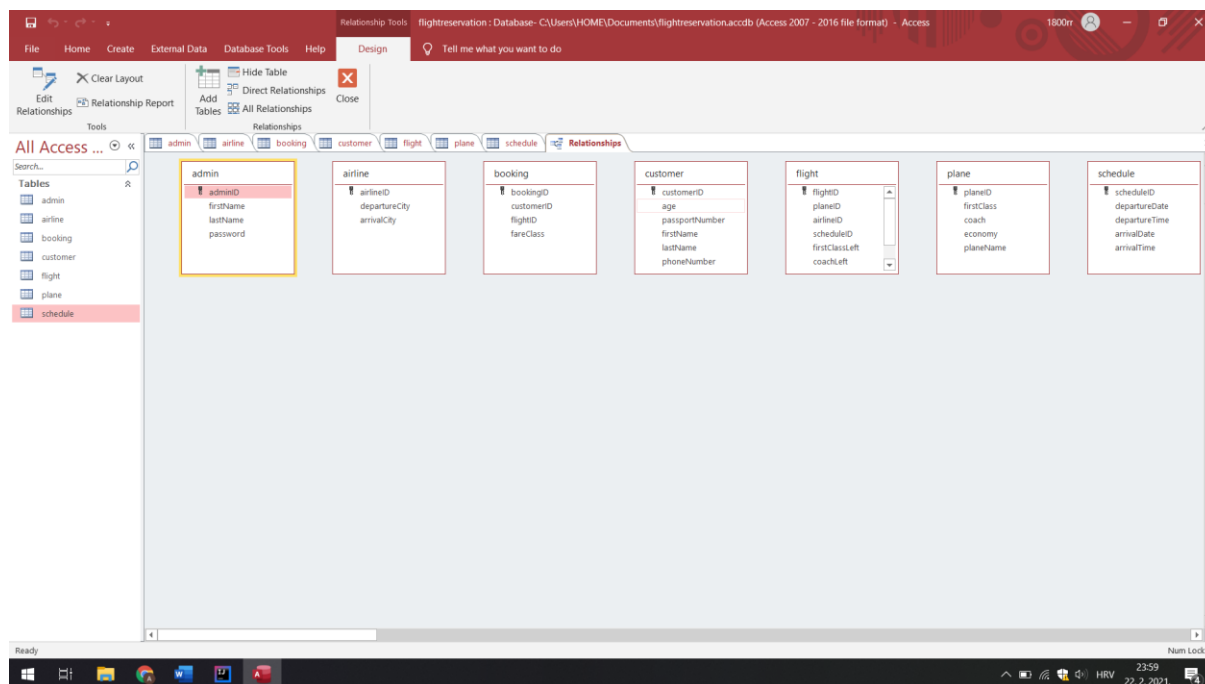 Relationship Tools flightreservation : Database- C:\Users\HOME\Documents\flightreservation.accdb (Access 2007 - 2016 file format) - Access 1800rr
File Home Create External Data Database Tools Help Design Tell me what you want to do
Edit Relationships
Clear Layout
Relationship Report
Tools
Add Tables
Hide Table
Direct Relationships
All Relationships
Relationships
Close
All Access ...
Search...
Tables
admin
airline
booking
customer
flight
plane
schedule
admin airline booking customer flight plane schedule Relationships
admin
adminID
firstName
lastName
password
airline
airlineID
departureCity
arrivalCity
booking
bookingID
customerID
flightID
fareClass
customer
customerID
age
passportNumber
firstName
lastName
phoneNumber
flight
flightID
planeID
airlineID
scheduleID
firstClassLeft
coachLeft
plane
planeID
firstClass
coach
economy
planeName
schedule
scheduleID
departureDate
departureTime
arrivalDate
arrivalTime
Ready Num Lock
HRV
23:59
22. 2. 2021.
4